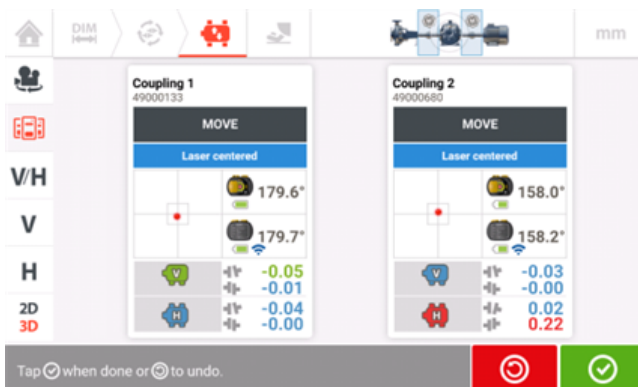 DIM
mm
Coupling 1
49000133
MOVE
Laser centered
179.6°
179.7°
V
-0.05
-0.01
H
-0.04
-0.00
Coupling 2
49000680
MOVE
Laser centered
158.0°
158.2°
V
-0.03
-0.00
H
0.02
0.22
V/H
V
H
2D
3D
Tap when done or to undo.